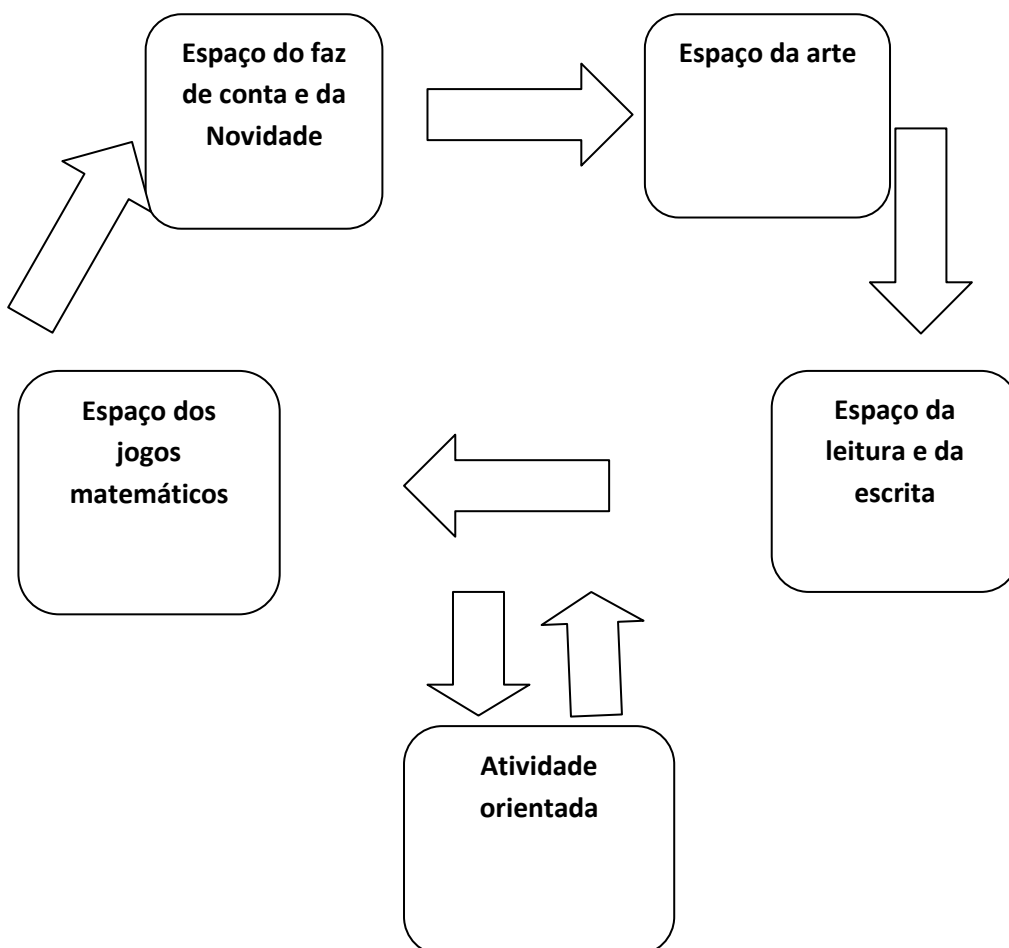 Espaço do faz
de conta e da
Novidade
Espaço da arte
Espaço da
leitura e da
escrita
Espaço dos
jogos
matemáticos
Atividade
orientada